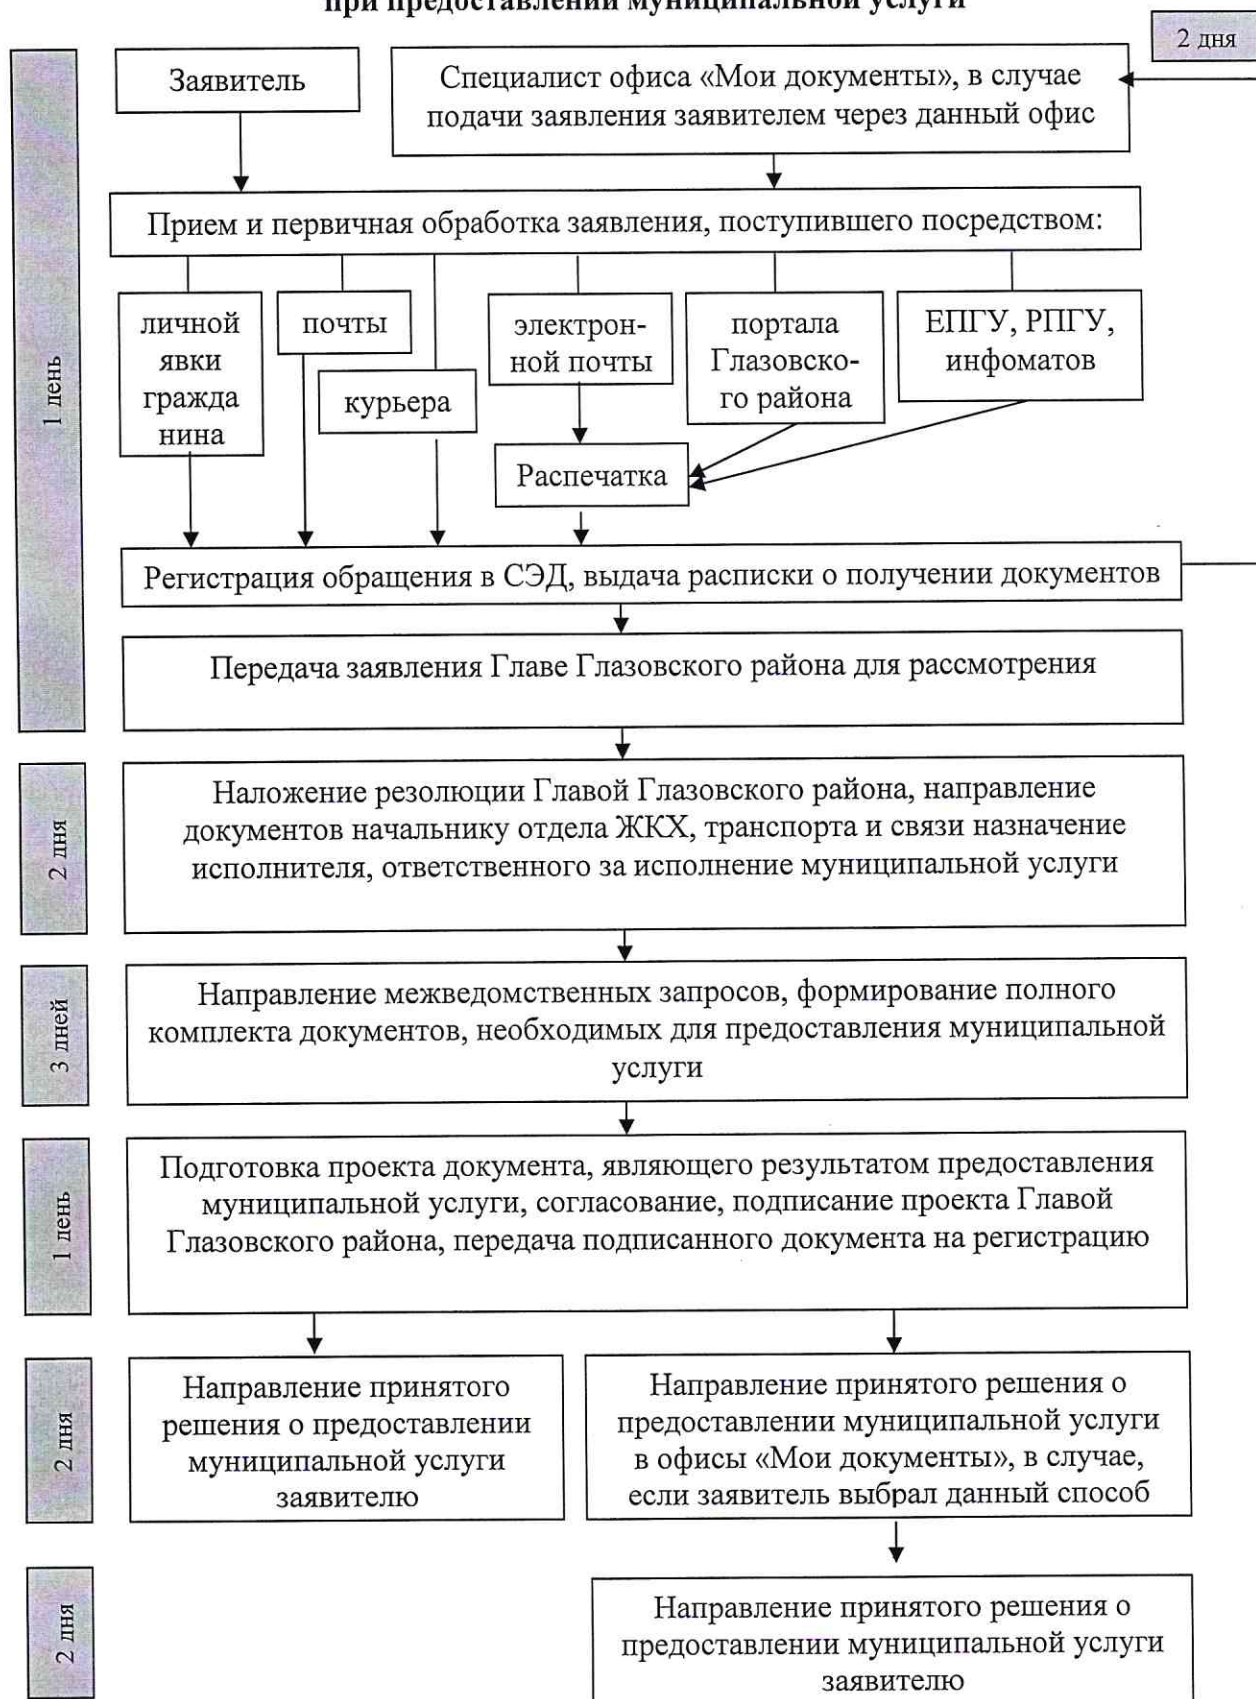 при предоставлении муниципальной услуги
2 дня
Заявитель
Специалист офиса «Мои документы», в случае
подачи заявления заявителем через данный офис
1 день
Прием и первичная обработка заявления, поступившего посредством:
личной
явки
гражда
нина
почты
курьера
электрон-
ной почты
портала
Глазовско-
го района
ЕПГУ, РПГУ,
инфоматов
Распечатка
Регистрация обращения в СЭД, выдача расписки о получении документов
Передача заявления Главе Глазовского района для рассмотрения
2 дня
Наложение резолюции Главой Глазовского района, направление
документов начальнику отдела ЖКХ, транспорта и связи назначение
исполнителя, ответственного за исполнение муниципальной услуги
3 дней
Направление межведомственных запросов, формирование полного
комплекта документов, необходимых для предоставления муниципальной
услуги
1 день
Подготовка проекта документа, являющего результатом предоставления
муниципальной услуги, согласование, подписание проекта Главой
Глазовского района, передача подписанного документа на регистрацию
2 дня
Направление принятого
решения о предоставлении
муниципальной услуги
заявителю
Направление принятого решения о
предоставлении муниципальной услуги
в офисы «Мои документы», в случае,
если заявитель выбрал данный способ
2 дня
Направление принятого решения о
предоставлении муниципальной услуги
заявителю